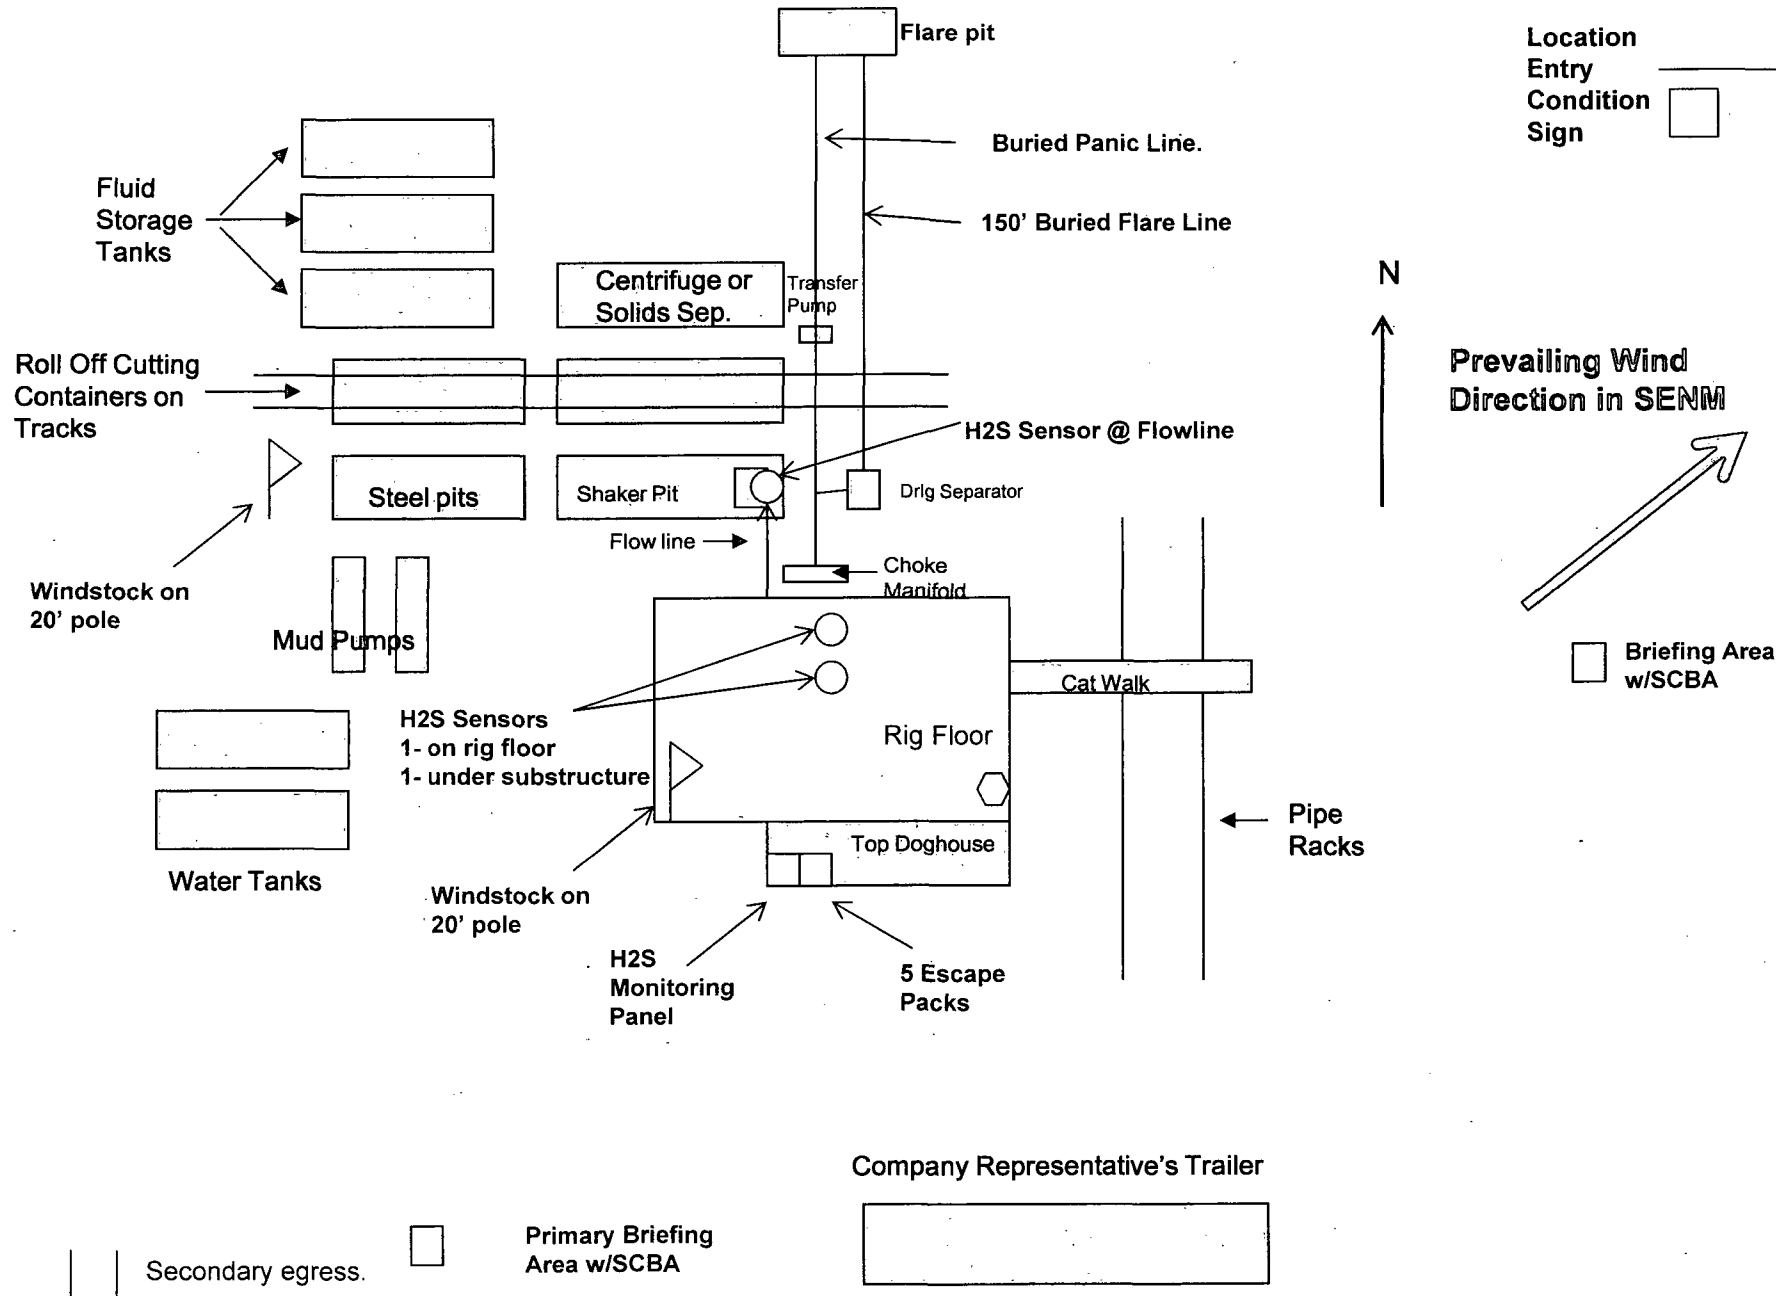 Flare pit
Location
Entry
Condition
Sign
Buried Panic Line.
Fluid
Storage
Tanks
150' Buried Flare Line
N
Centrifuge or
Solids Sep.
Transfer
Pump
Prevailing Wind
Direction in SENM
Roll Off Cutting
Containers on
Tracks
H2S Sensor @ Flowline
Steel pits
Shaker Pit
Drlg Separator
Flow line
Choke
Manifold
Windstock on
20' pole
Mud Pumps
Briefing Area
w/SCBA
Cat Walk
H2S Sensors
1- on rig floor
1- under substructure
Rig Floor
Pipe
Racks
Top Doghouse
Water Tanks
Windstock on
20' pole
H2S
Monitoring
Panel
5 Escape
Packs
Company Representative's Trailer
Primary Briefing
Area w/SCBA
Secondary egress.